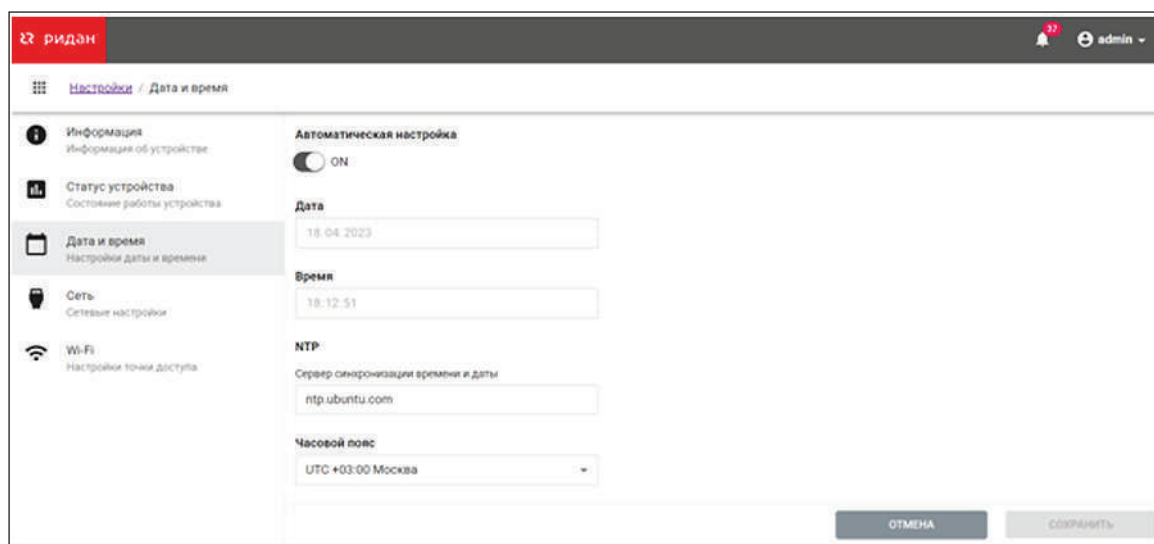 ридан
37
admin
Настройки / Дата и время
Информация
Информация об устройстве
Статус устройства
Состояние работы устройства
Дата и время
Настройки даты и времени
Сеть
Сетевые настройки
Wi-Fi
Настройки точки доступа
Автоматическая настройка
ON
Дата
18.04.2023
Время
18:12:51
NTP
Сервер синхронизации времени и даты
ntp.ubuntu.com
Часовой пояс
UTC +03:00 Москва
ОТМЕНА
СОХРАНИТЬ